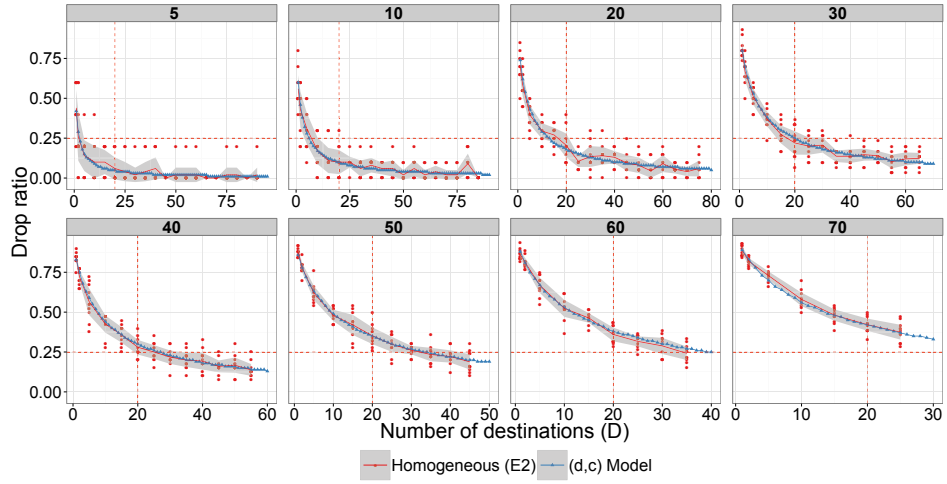 5 10 20 30
Drop ratio
0.75
0.50
0.25
0.00
0 25 50 75 0 25 50 75 0 20 40 60 80 0 20 40 60
40 50 60 70
0.75
0.50
0.25
0.00
0 10 20 30 40 50 60 0 10 20 30 40 50 0 10 20 30 40 0 10 20 30
Number of destinations (D)
Homogeneous (E2) (d,c) Model